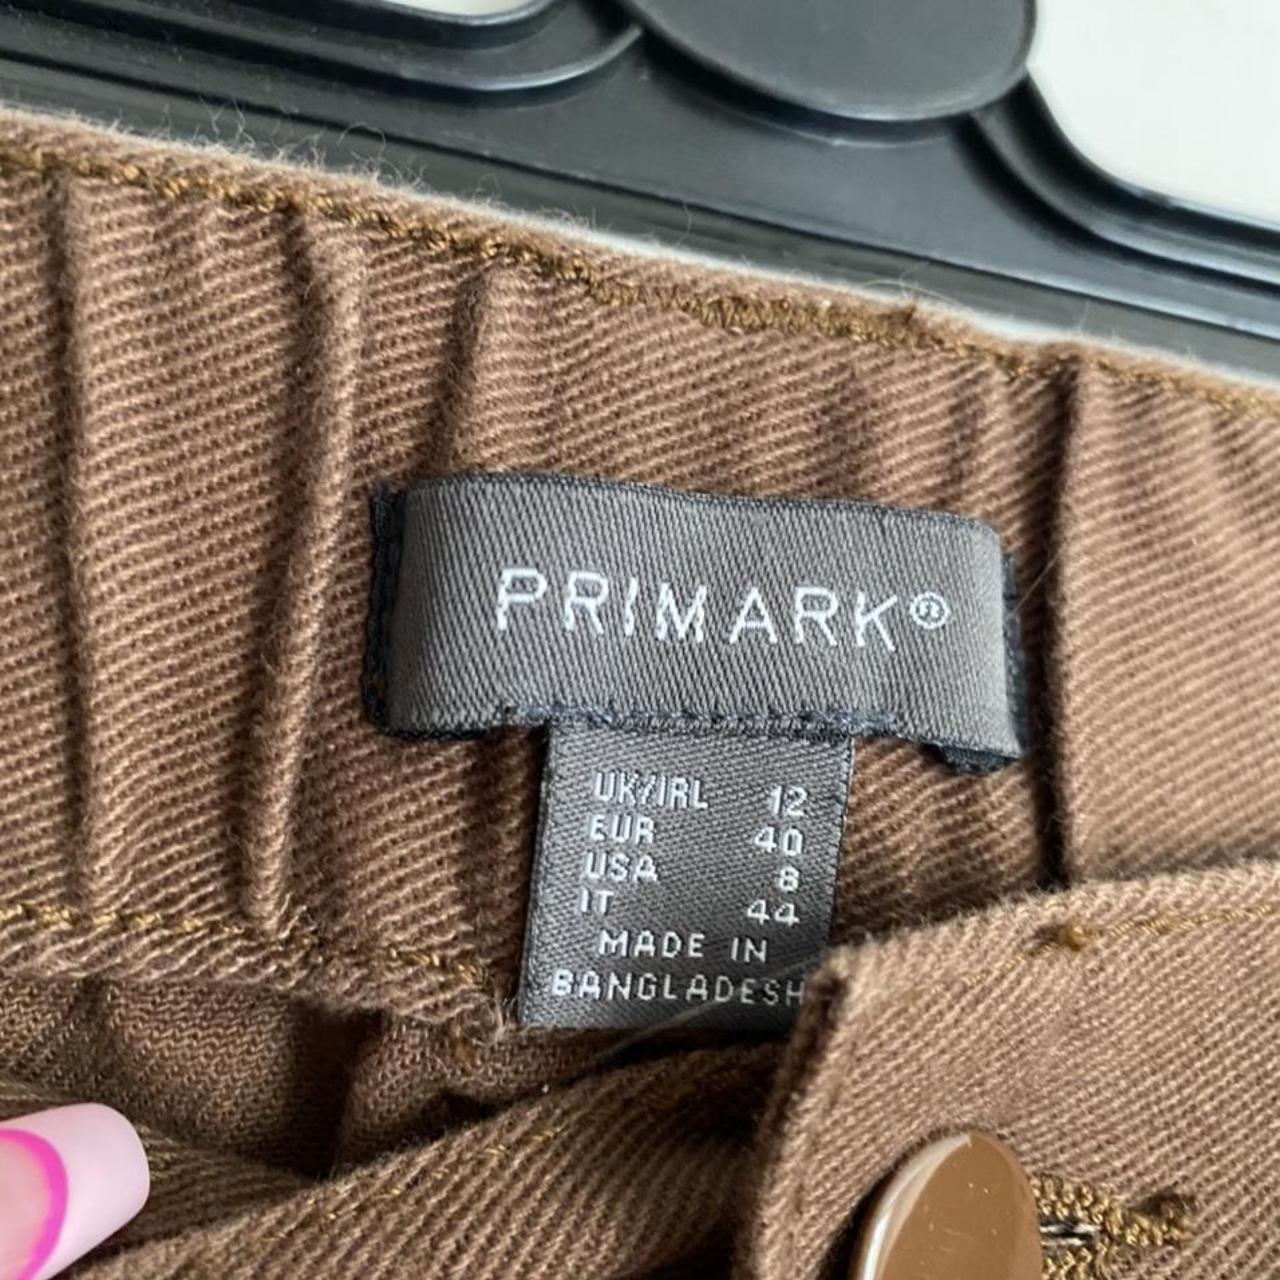 PRIMARK®
UK/IRL 12
EUR 40
USA 8
IT 44
MADE IN
BANGLADESH